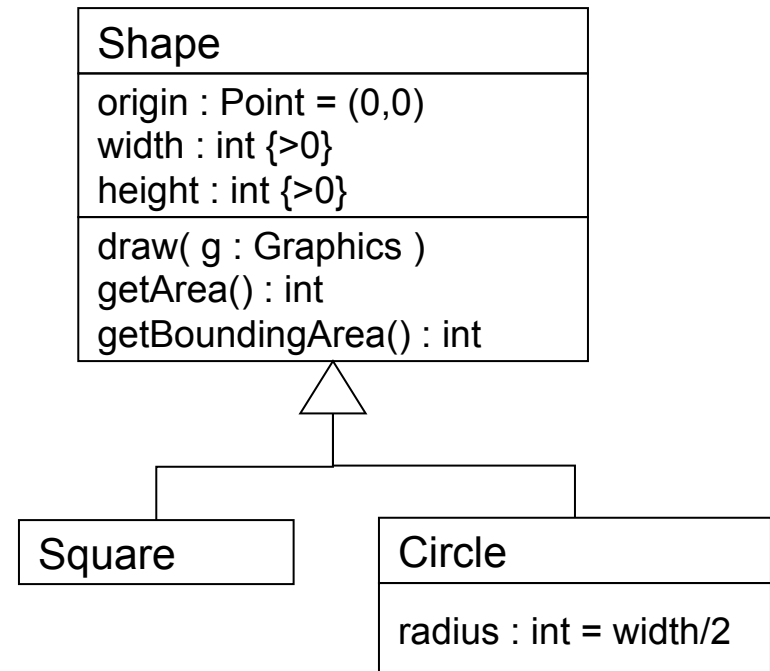 Shape
origin : Point = (0,0)
width : int {>0}
height : int {>0}
draw( g : Graphics )
getArea() : int
getBoundingArea() : int
Square
Circle
radius : int = width/2